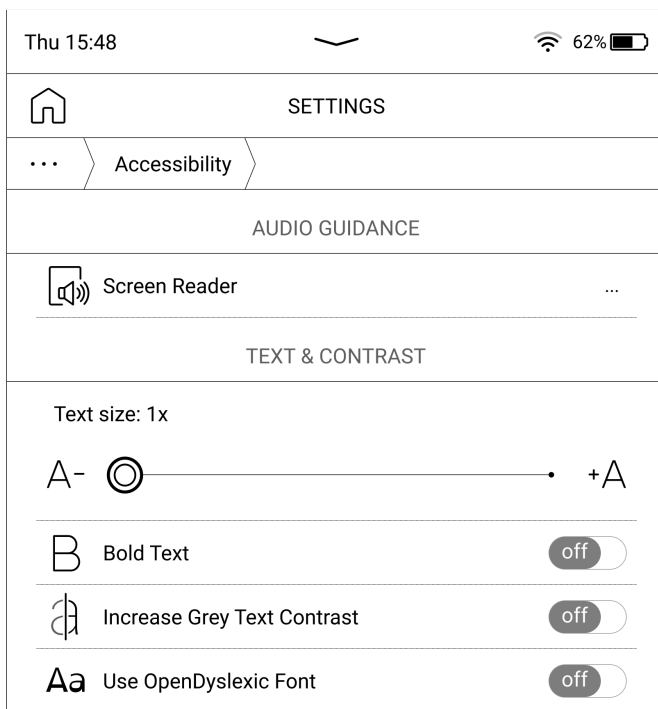 Thu 15:48 62%
SETTINGS
... Accessibility
AUDIO GUIDANCE
Screen Reader ...
TEXT & CONTRAST
Text size: 1x
A- +A
B Bold Text off
a Increase Grey Text Contrast off
Aa Use OpenDyslexic Font off